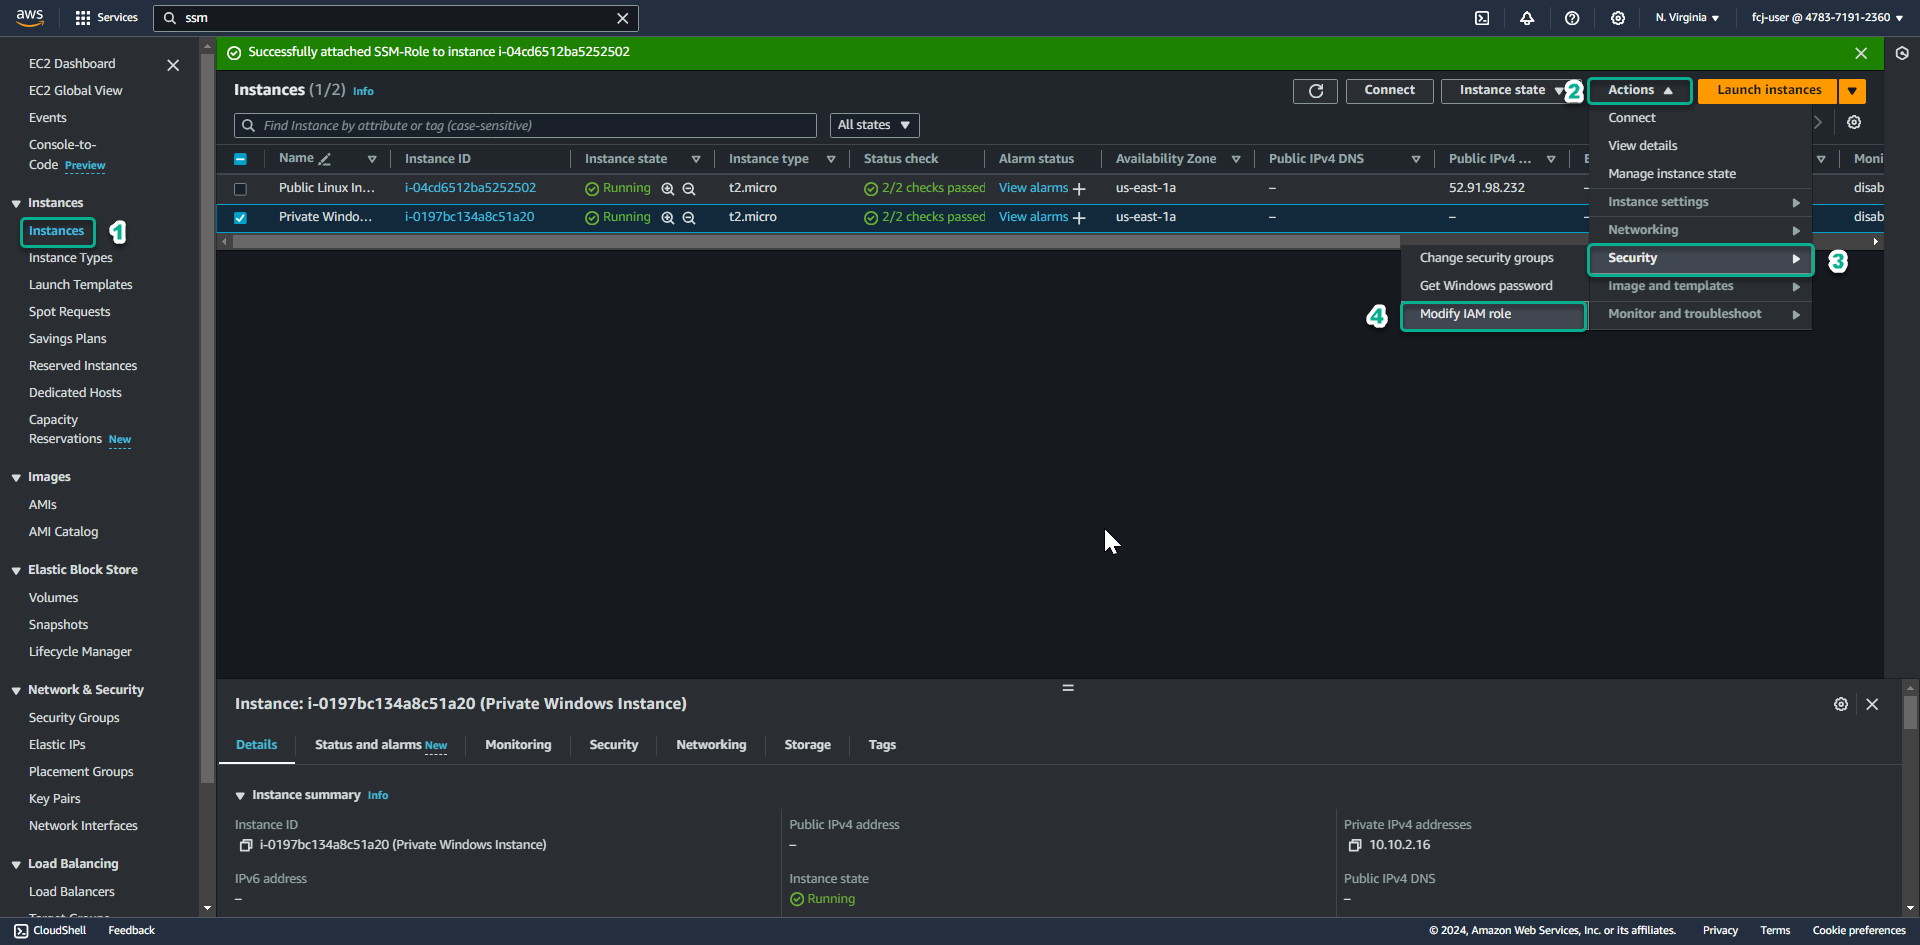 aws
Services
ssm
N. Virginia
fcj-user @ 4783-7191-2360
EC2 Dashboard
EC2 Global View
Events
Console-to-
Code Preview
Instances
Instances
1
Instance Types
Launch Templates
Spot Requests
Savings Plans
Reserved Instances
Dedicated Hosts
Capacity
Reservations New
Images
AMIs
AMI Catalog
Elastic Block Store
Volumes
Snapshots
Lifecycle Manager
Network & Security
Security Groups
Elastic IPs
Placement Groups
Key Pairs
Network Interfaces
Load Balancing
Load Balancers
Target Groups
Successfully attached SSM-Role to instance i-04cd6512ba5252502
Instances (1/2) Info
Connect
Instance state
2
Actions
Launch instances
Find Instance by attribute or tag (case-sensitive)
All states
Name Instance ID Instance state Instance type Status check Alarm status Availability Zone Public IPv4 DNS Public IPv4 ... E Moni
Public Linux In... i-04cd6512ba5252502 Running t2.micro 2/2 checks passed View alarms + us-east-1a – 52.91.98.232 – disab
Private Windo... i-0197bc134a8c51a20 Running t2.micro 2/2 checks passed View alarms + us-east-1a – – – disab
Connect
View details
Manage instance state
Instance settings
Networking
Security
3
Image and templates
Monitor and troubleshoot
Change security groups
Get Windows password
4
Modify IAM role
Instance: i-0197bc134a8c51a20 (Private Windows Instance)
Details
Status and alarms New
Monitoring
Security
Networking
Storage
Tags
Instance summary Info
Instance ID
i-0197bc134a8c51a20 (Private Windows Instance)
Public IPv4 address
–
Private IPv4 addresses
10.10.2.16
IPv6 address
–
Instance state
Running
Public IPv4 DNS
–
CloudShell
Feedback
© 2024, Amazon Web Services, Inc. or its affiliates.
Privacy
Terms
Cookie preferences